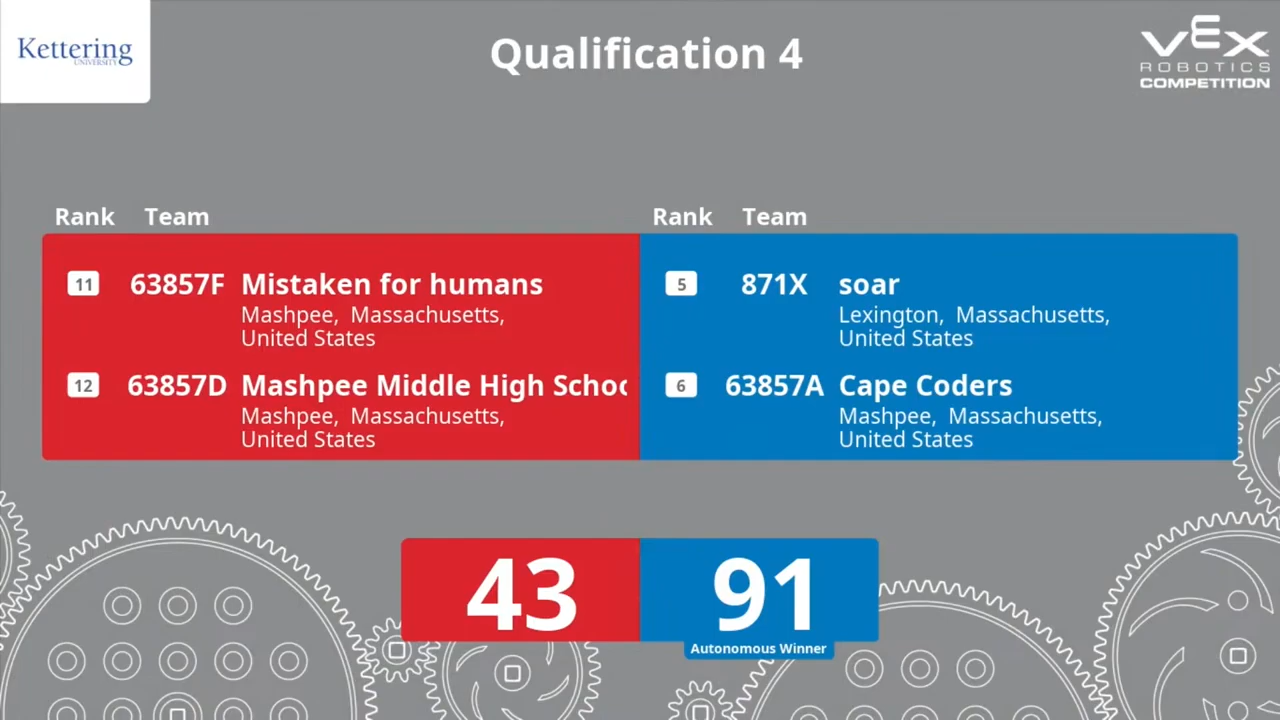 Kettering
UNIVERSITY
Qualification 4
VEX
ROBOTICS
COMPETITION
Rank Team
Rank Team
11 63857F Mistaken for humans
Mashpee, Massachusetts,
United States
12 63857D Mashpee Middle High Schoo
Mashpee, Massachusetts,
United States
5 871X soar
Lexington, Massachusetts,
United States
6 63857A Cape Coders
Mashpee, Massachusetts,
United States
43
91
Autonomous Winner